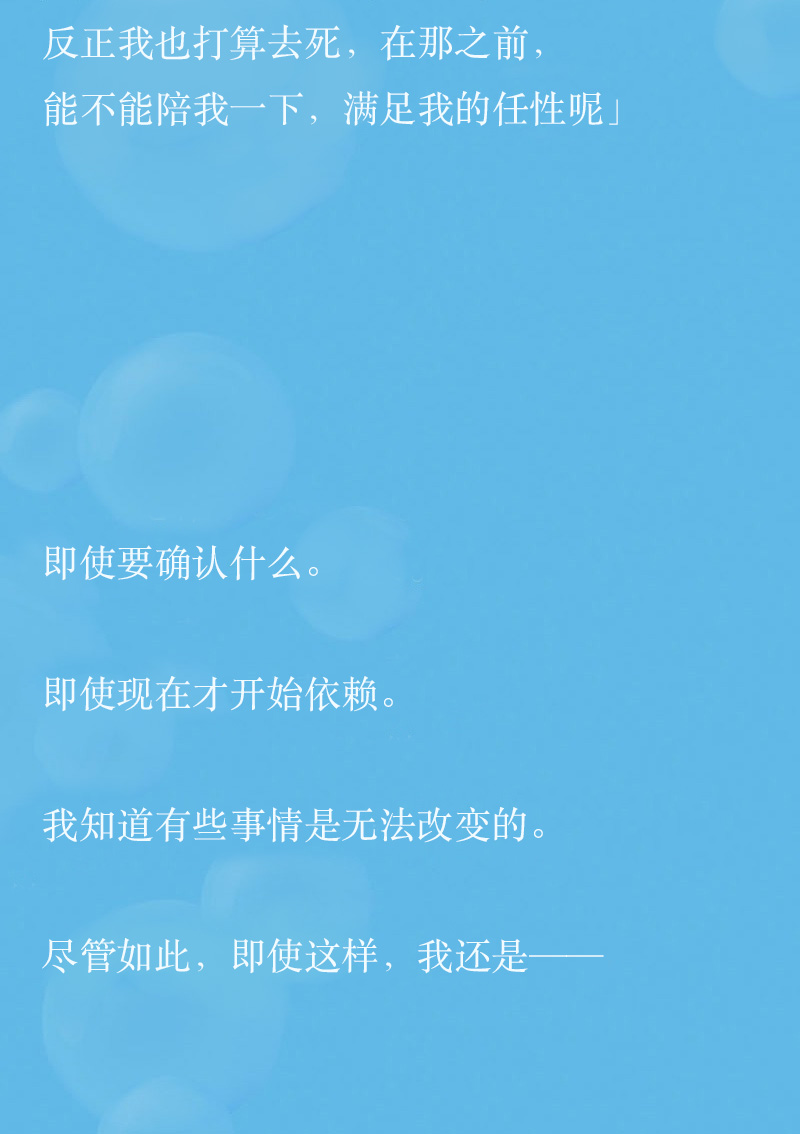 反正我也打算去死，在那之前，
能不能陪我一下，满足我的任性呢」
即使要确认什么。
即使现在才开始依赖。
我知道有些事情是无法改变的。
尽管如此，即使这样，我还是——